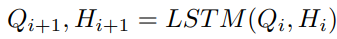 Q_{i+1}, H_{i+1} = LSTM(Q_i, H_i)